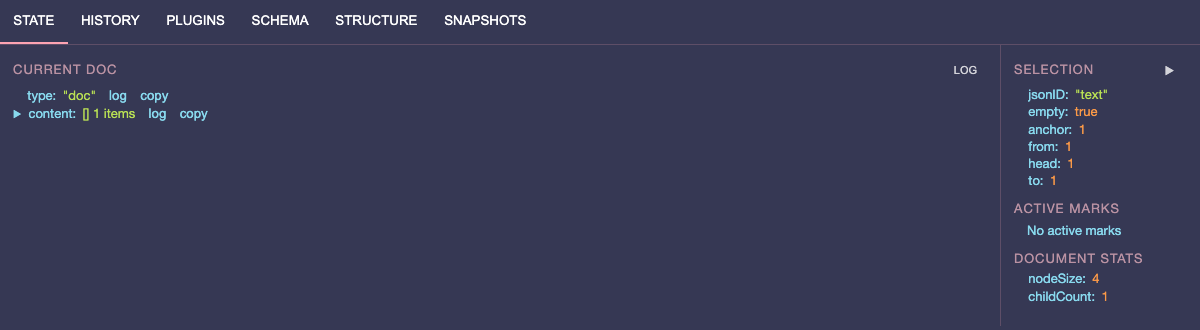 STATE HISTORY PLUGINS SCHEMA STRUCTURE SNAPSHOTS
CURRENT DOC LOG
type: "doc" log copy
content: [] 1 items log copy
SELECTION
jsonID: "text"
empty: true
anchor: 1
from: 1
head: 1
to: 1
ACTIVE MARKS
No active marks
DOCUMENT STATS
nodeSize: 4
childCount: 1